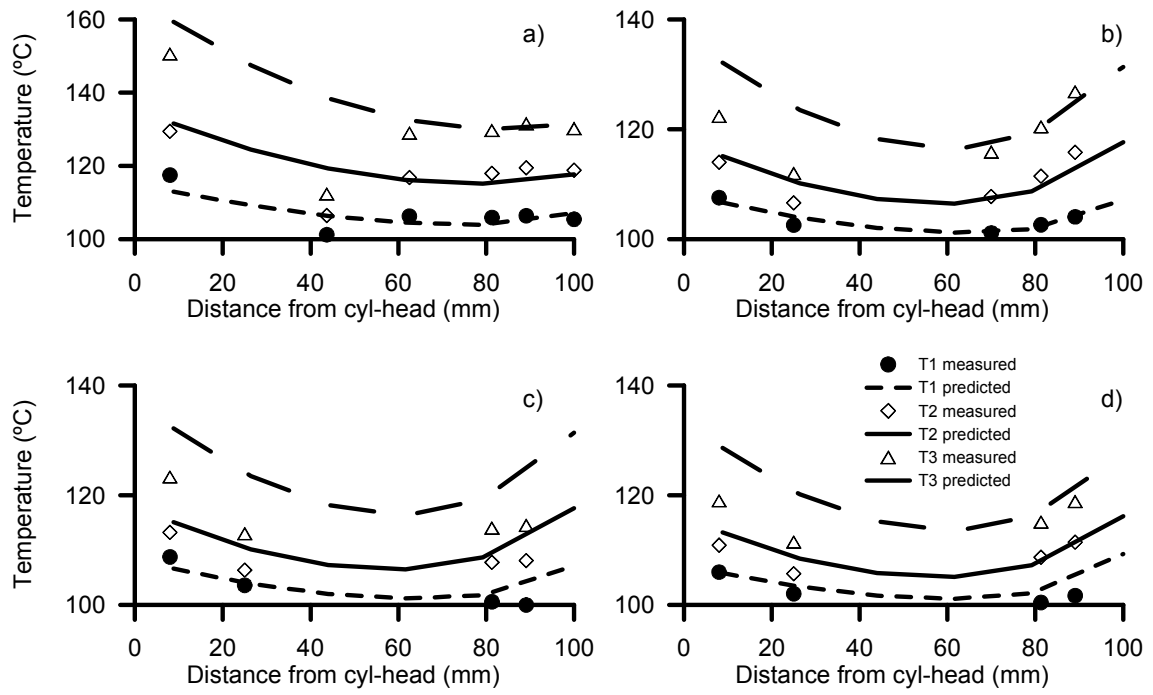 Temperature (ºC)
160
140
120
100
a)
0 20 40 60 80 100
Distance from cyl-head (mm)
140
120
100
b)
0 20 40 60 80 100
Distance from cyl-head (mm)
Temperature (ºC)
140
120
100
c)
0 20 40 60 80 100
Distance from cyl-head (mm)
140
120
100
d)
T1 measured
T1 predicted
T2 measured
T2 predicted
T3 measured
T3 predicted
0 20 40 60 80 100
Distance from cyl-head (mm)